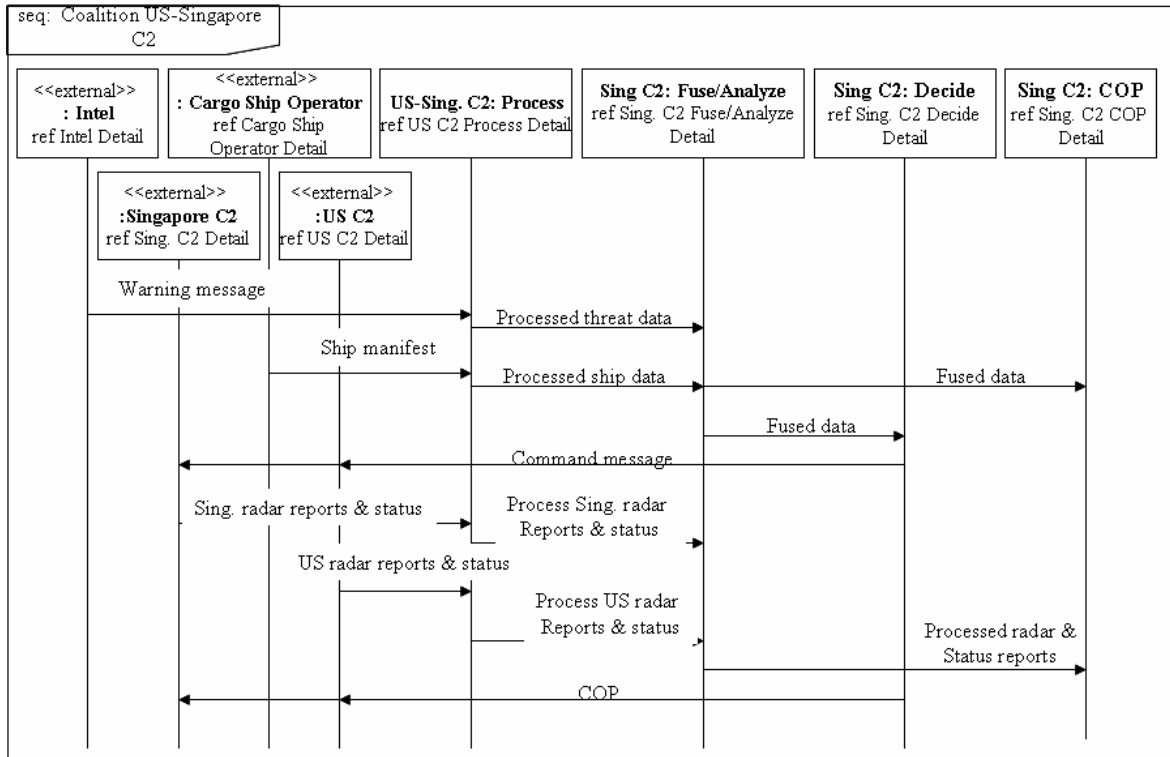 seq: Coalition US-Singapore
C2
<<external>>
: Intel
ref Intel Detail
<<external>>
: Cargo Ship Operator
ref Cargo Ship
Operator Detail
US-Sing. C2: Process
ref US C2 Process Detail
Sing C2: Fuse/Analyze
ref Sing. C2 Fuse/Analyze
Detail
Sing C2: Decide
ref Sing. C2 Decide
Detail
Sing C2: COP
ref Sing. C2 COP
Detail
<<external>>
:Singapore C2
ref Sing. C2 Detail
<<external>>
:US C2
ref US C2 Detail
Warning message
Processed threat data
Ship manifest
Processed ship data
Fused data
Fused data
Command message
Sing. radar reports & status
Process Sing. radar
Reports & status
US radar reports & status
Process US radar
Reports & status
Processed radar &
Status reports
COP